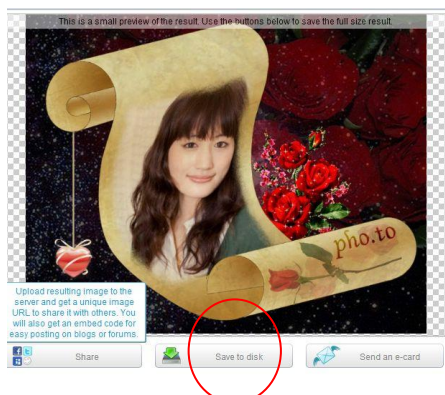 This is a small preview of the result. Use the buttons below to save the full size result.
pho.to
Upload resulting image to the
server and get a unique image
URL to share it with others. You
will also get an embed code for
easy posting on blogs or forums.
Share
Save to disk
Send an e-card